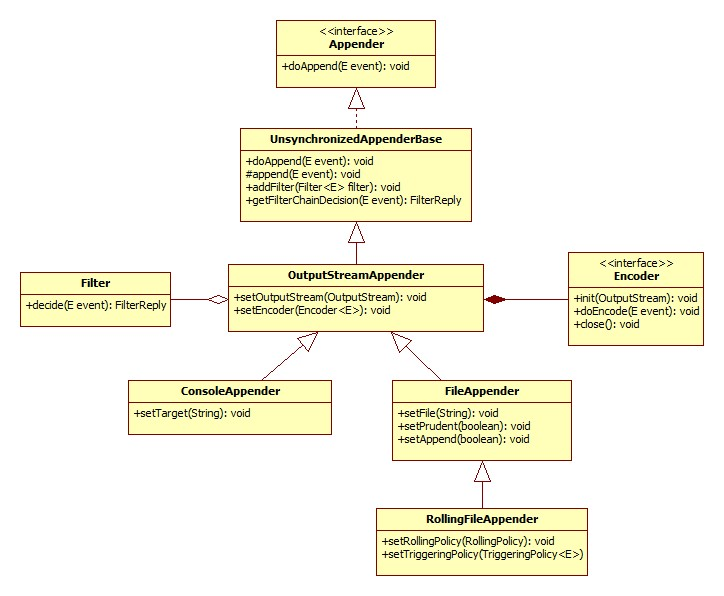 <<interface>>
Appender
+doAppend(E event): void
UnsynchronizedAppenderBase
+doAppend(E event): void
#append(E event): void
+addFilter(Filter<E> filter): void
+getFilterChainDecision(E event): FilterReply
Filter
+decide(E event): FilterReply
OutputStreamAppender
+setOutputStream(OutputStream): void
+setEncoder(Encoder<E>): void
<<interface>>
Encoder
+init(OutputStream): void
+doEncode(E event): void
+close(): void
ConsoleAppender
+setTarget(String): void
FileAppender
+setFile(String): void
+setPrudent(boolean): void
+setAppend(boolean): void
RollingFileAppender
+setRollingPolicy(RollingPolicy): void
+setTriggeringPolicy(TriggeringPolicy<E>)